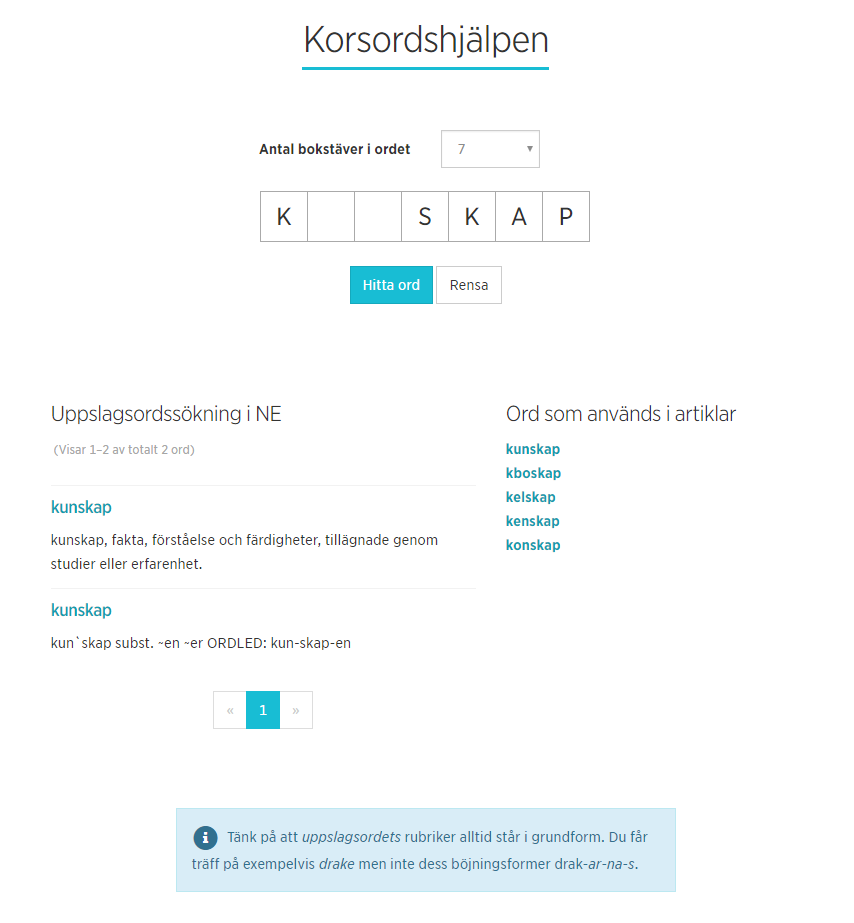 Korsordshjälpen
Antal bokstäver i ordet 7
K S K A P
Hitta ord Rensa
Uppslagsordssökning i NE
(Visar 1–2 av totalt 2 ord)
kunskap
kunskap, fakta, förståelse och färdigheter, tillägnade genom
studier eller erfarenhet.
kunskap
kun`skap subst. ~en ~er ORDLED: kun-skap-en
« 1 »
Ord som används i artiklar
kunskap
kboskap
kelskap
kenskap
konskap
Tänk på att uppslagsordets rubriker alltid står i grundform. Du får
träff på exempelvis drake men inte dess böjningsformer drak-ar-na-s.